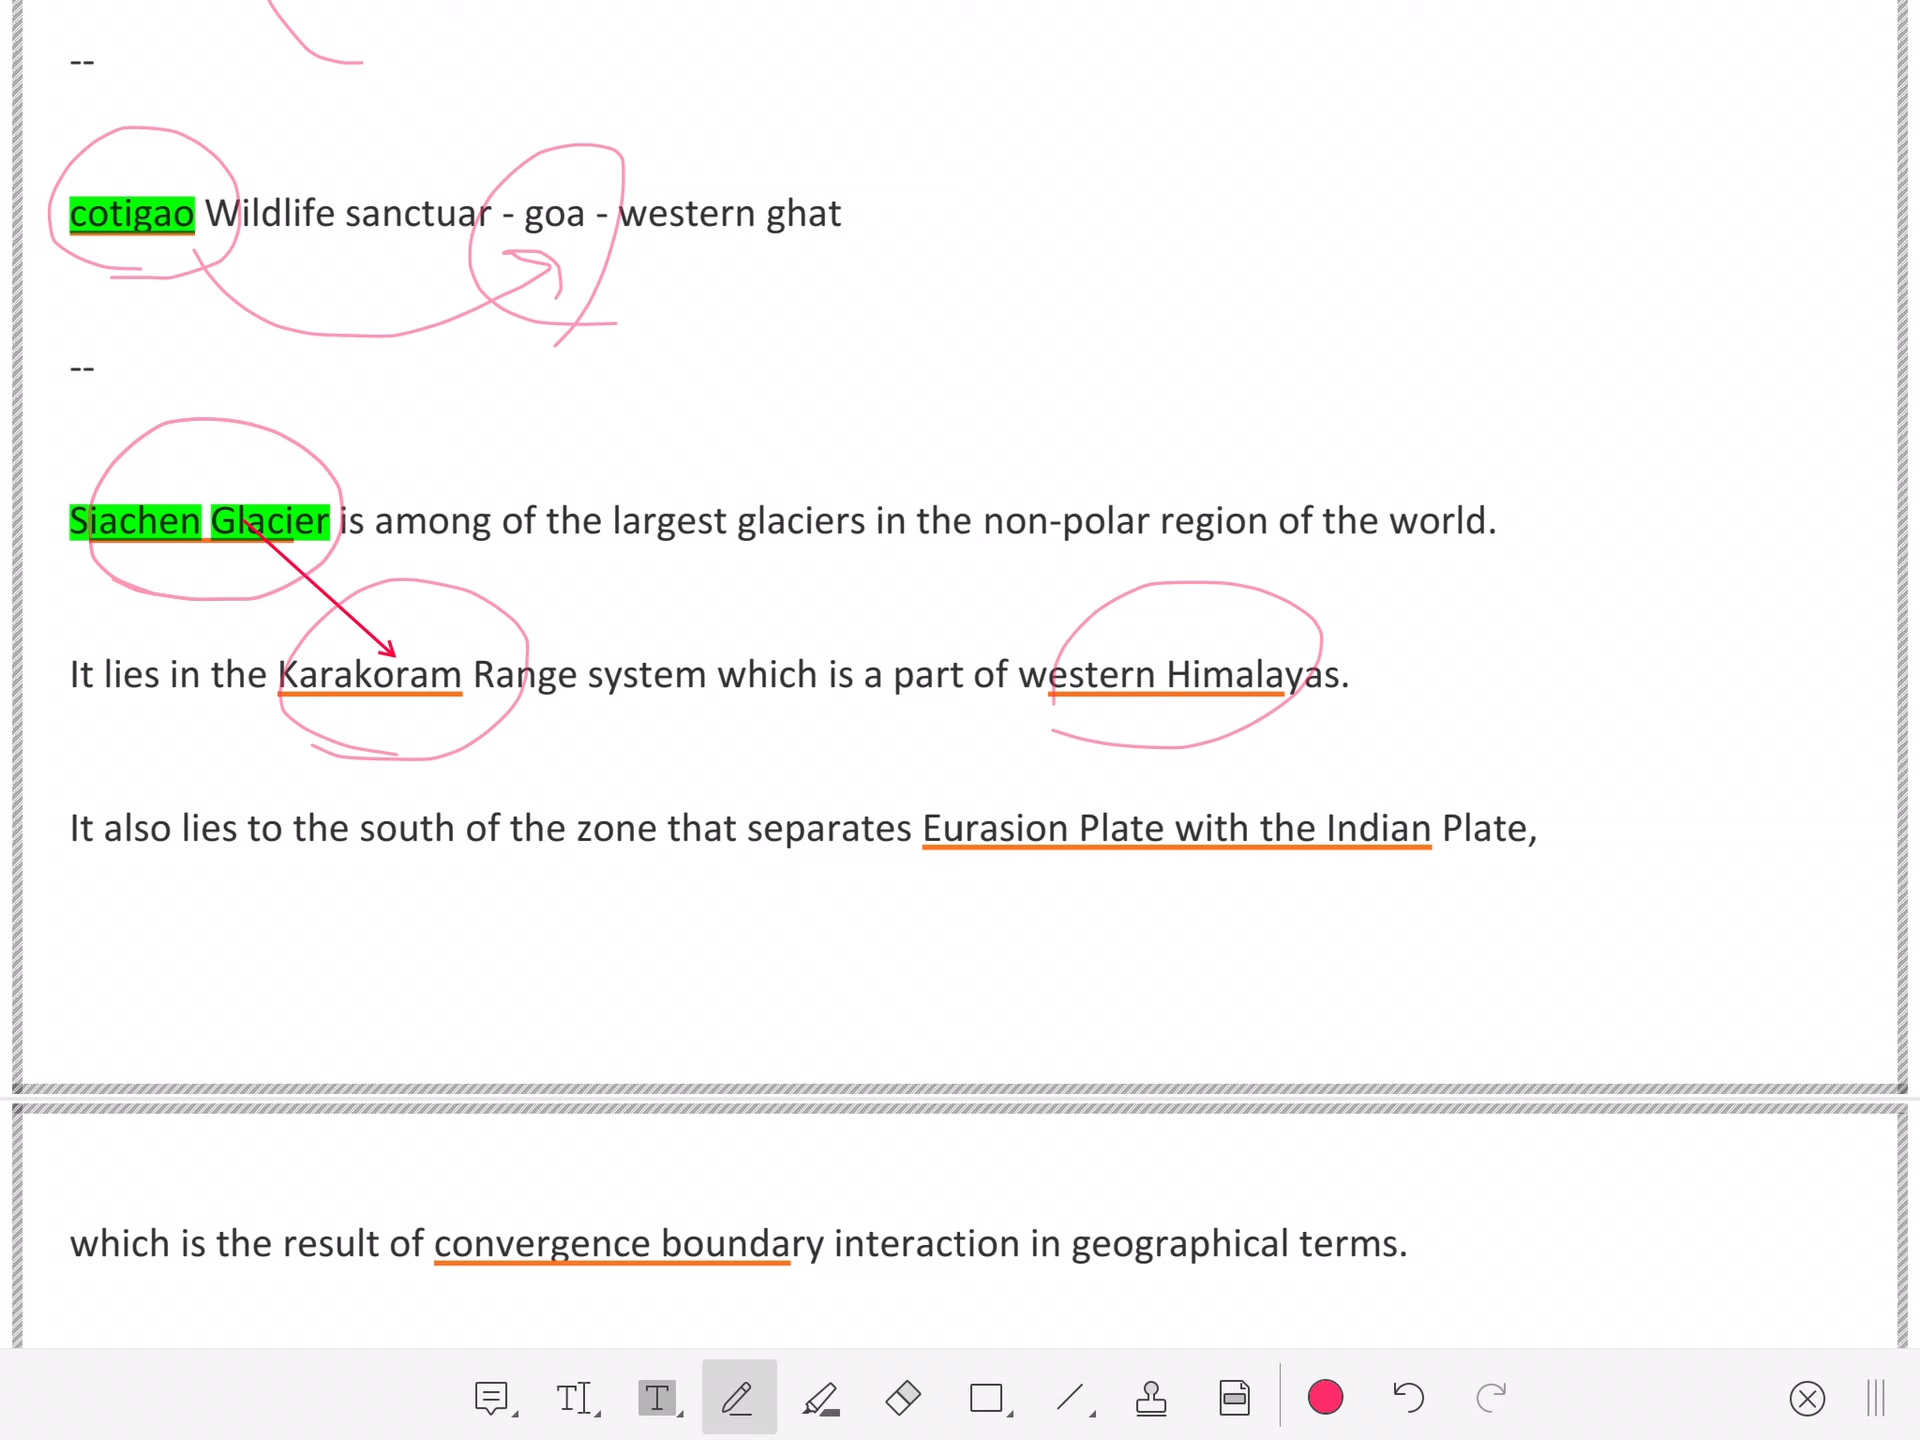 --
cotigao Wildlife sanctuar - goa - western ghat
--
Siachen Glacier is among of the largest glaciers in the non-polar region of the world.
It lies in the Karakoram Range system which is a part of western Himalayas.
It also lies to the south of the zone that separates Eurasion Plate with the Indian Plate,
which is the result of convergence boundary interaction in geographical terms.